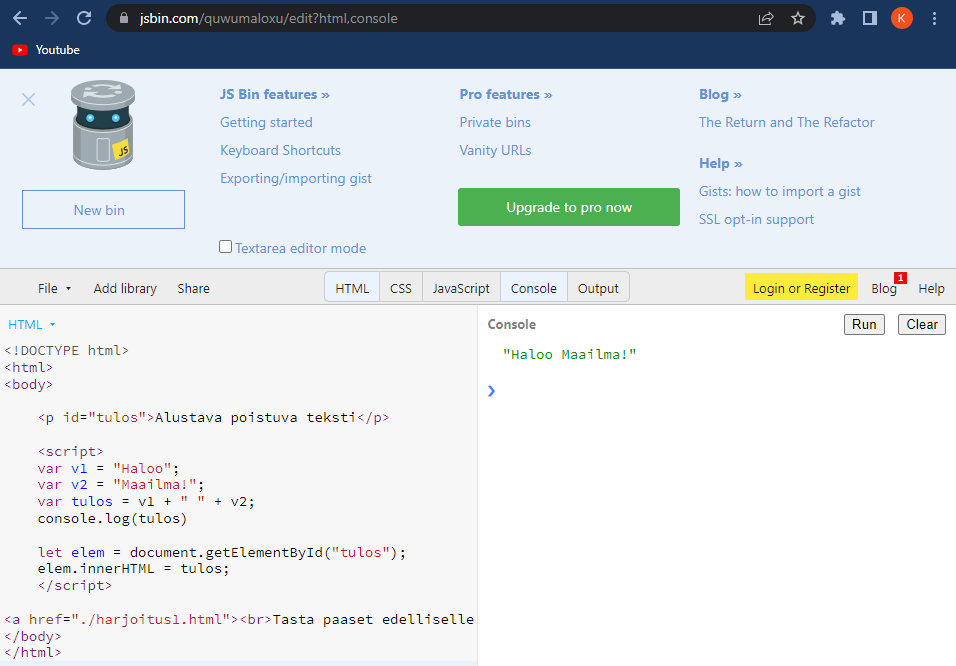 jsbin.com/quwumaloxu/edit?html,console
K
Youtube
JS Bin features »
Getting started
Keyboard Shortcuts
Exporting/importing gist
Pro features »
Private bins
Vanity URLs
Upgrade to pro now
Blog »
The Return and The Refactor
Help »
Gists: how to import a gist
SSL opt-in support
JS
New bin
Textarea editor mode
File Add library Share HTML CSS JavaScript Console Output Login or Register Blog 1 Help
HTML
<!DOCTYPE html>
<html>
<body>
<p id="tulos">Alustava poistuva teksti</p>
<script>
var v1 = "Haloo";
var v2 = "Maailma!";
var tulos = v1 + " " + v2;
console.log(tulos)
let elem = document.getElementById("tulos");
elem.innerHTML = tulos;
</script>
<a href="./harjoitus1.html"><br>Tasta paaset edelliselle
</body>
</html>
Console
Run Clear
"Haloo Maailma!"